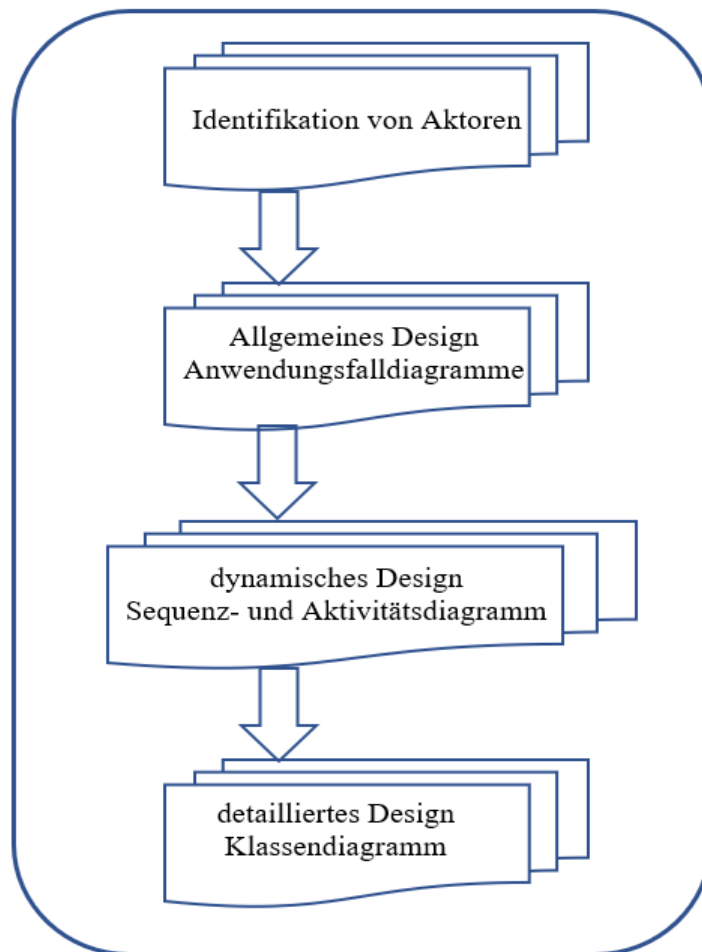 Identifikation von Aktoren
Allgemeines Design
Anwendungsfalldiagramme
dynamisches Design
Sequenz- und Aktivitätsdiagramm
detailliertes Design
Klassendiagramm